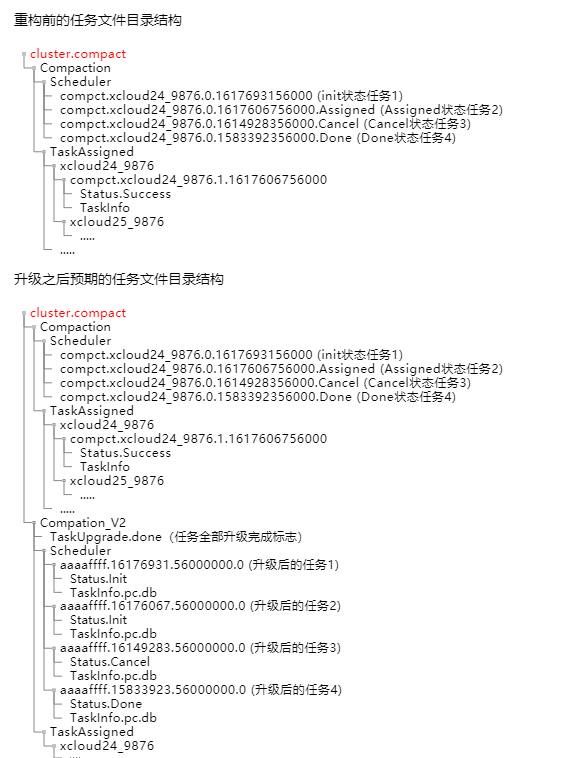 重构前的任务文件目录结构
cluster.compact
Compaction
Scheduler
compct.xcloud24_9876.0.1617693156000 (init状态任务1)
compct.xcloud24_9876.0.1617606756000.Assigned (Assigned状态任务2)
compct.xcloud24_9876.0.1614928356000.Cancel (Cancel状态任务3)
compct.xcloud24_9876.0.1583392356000.Done (Done状态任务4)
TaskAssigned
xcloud24_9876
compct.xcloud24_9876.1.1617606756000
Status.Success
TaskInfo
xcloud25_9876
.....
.....
升级之后预期的任务文件目录结构
cluster.compact
Compaction
Scheduler
compct.xcloud24_9876.0.1617693156000 (init状态任务1)
compct.xcloud24_9876.0.1617606756000.Assigned (Assigned状态任务2)
compct.xcloud24_9876.0.1614928356000.Cancel (Cancel状态任务3)
compct.xcloud24_9876.0.1583392356000.Done (Done状态任务4)
TaskAssigned
xcloud24_9876
compct.xcloud24_9876.1.1617606756000
Status.Success
TaskInfo
xcloud25_9876
.....
.....
Compation_V2
TaskUpgrade.done（任务全部升级完成标志）
Scheduler
aaaaffff.16176931.56000000.0 (升级后的任务1)
Status.Init
TaskInfo.pc.db
aaaaffff.16176067.56000000.0 (升级后的任务2)
Status.Init
TaskInfo.pc.db
aaaaffff.16149283.56000000.0 (升级后的任务3)
Status.Cancel
TaskInfo.pc.db
aaaaffff.15833923.56000000.0 (升级后的任务4)
Status.Done
TaskInfo.pc.db
TaskAssigned
xcloud24_9876